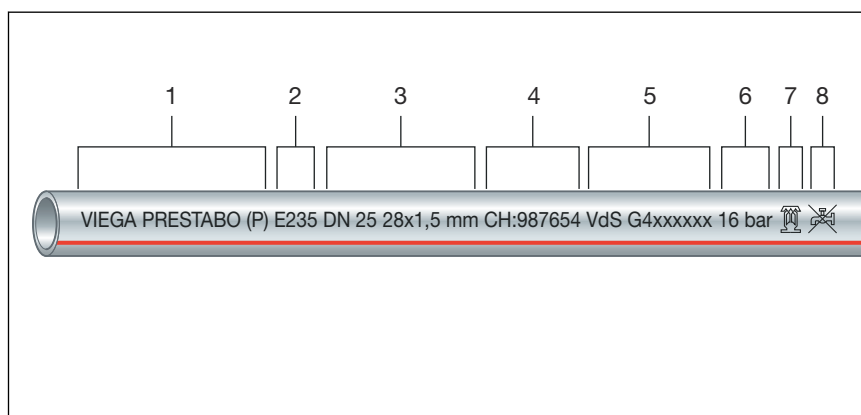 1 2 3 4 5 6 7 8
VIEGA PRESTABO (P) E235 DN 25 28x1,5 mm CH:987654 VdS G4xxxxxx 16 bar